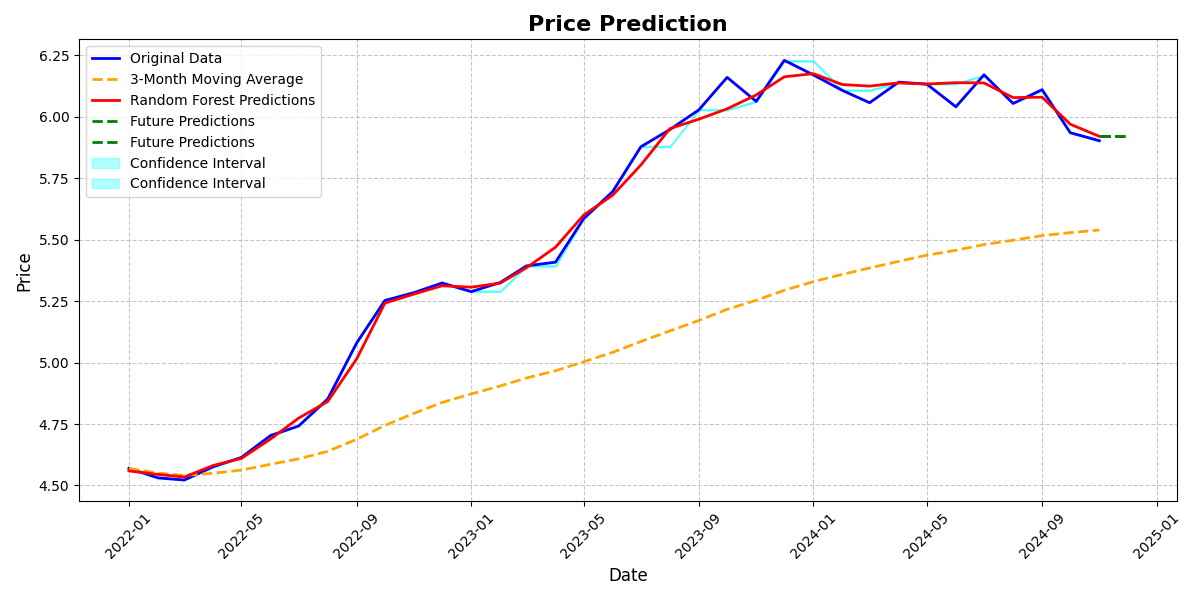 Price Prediction
6.25
6.00
5.75
5.50
5.25
5.00
4.75
4.50
Price
Original Data
3-Month Moving Average
Random Forest Predictions
Future Predictions
Future Predictions
Confidence Interval
Confidence Interval
2022-01
2022-05
2022-09
2023-01
2023-05
2023-09
2024-01
2024-05
2024-09
2025-01
Date